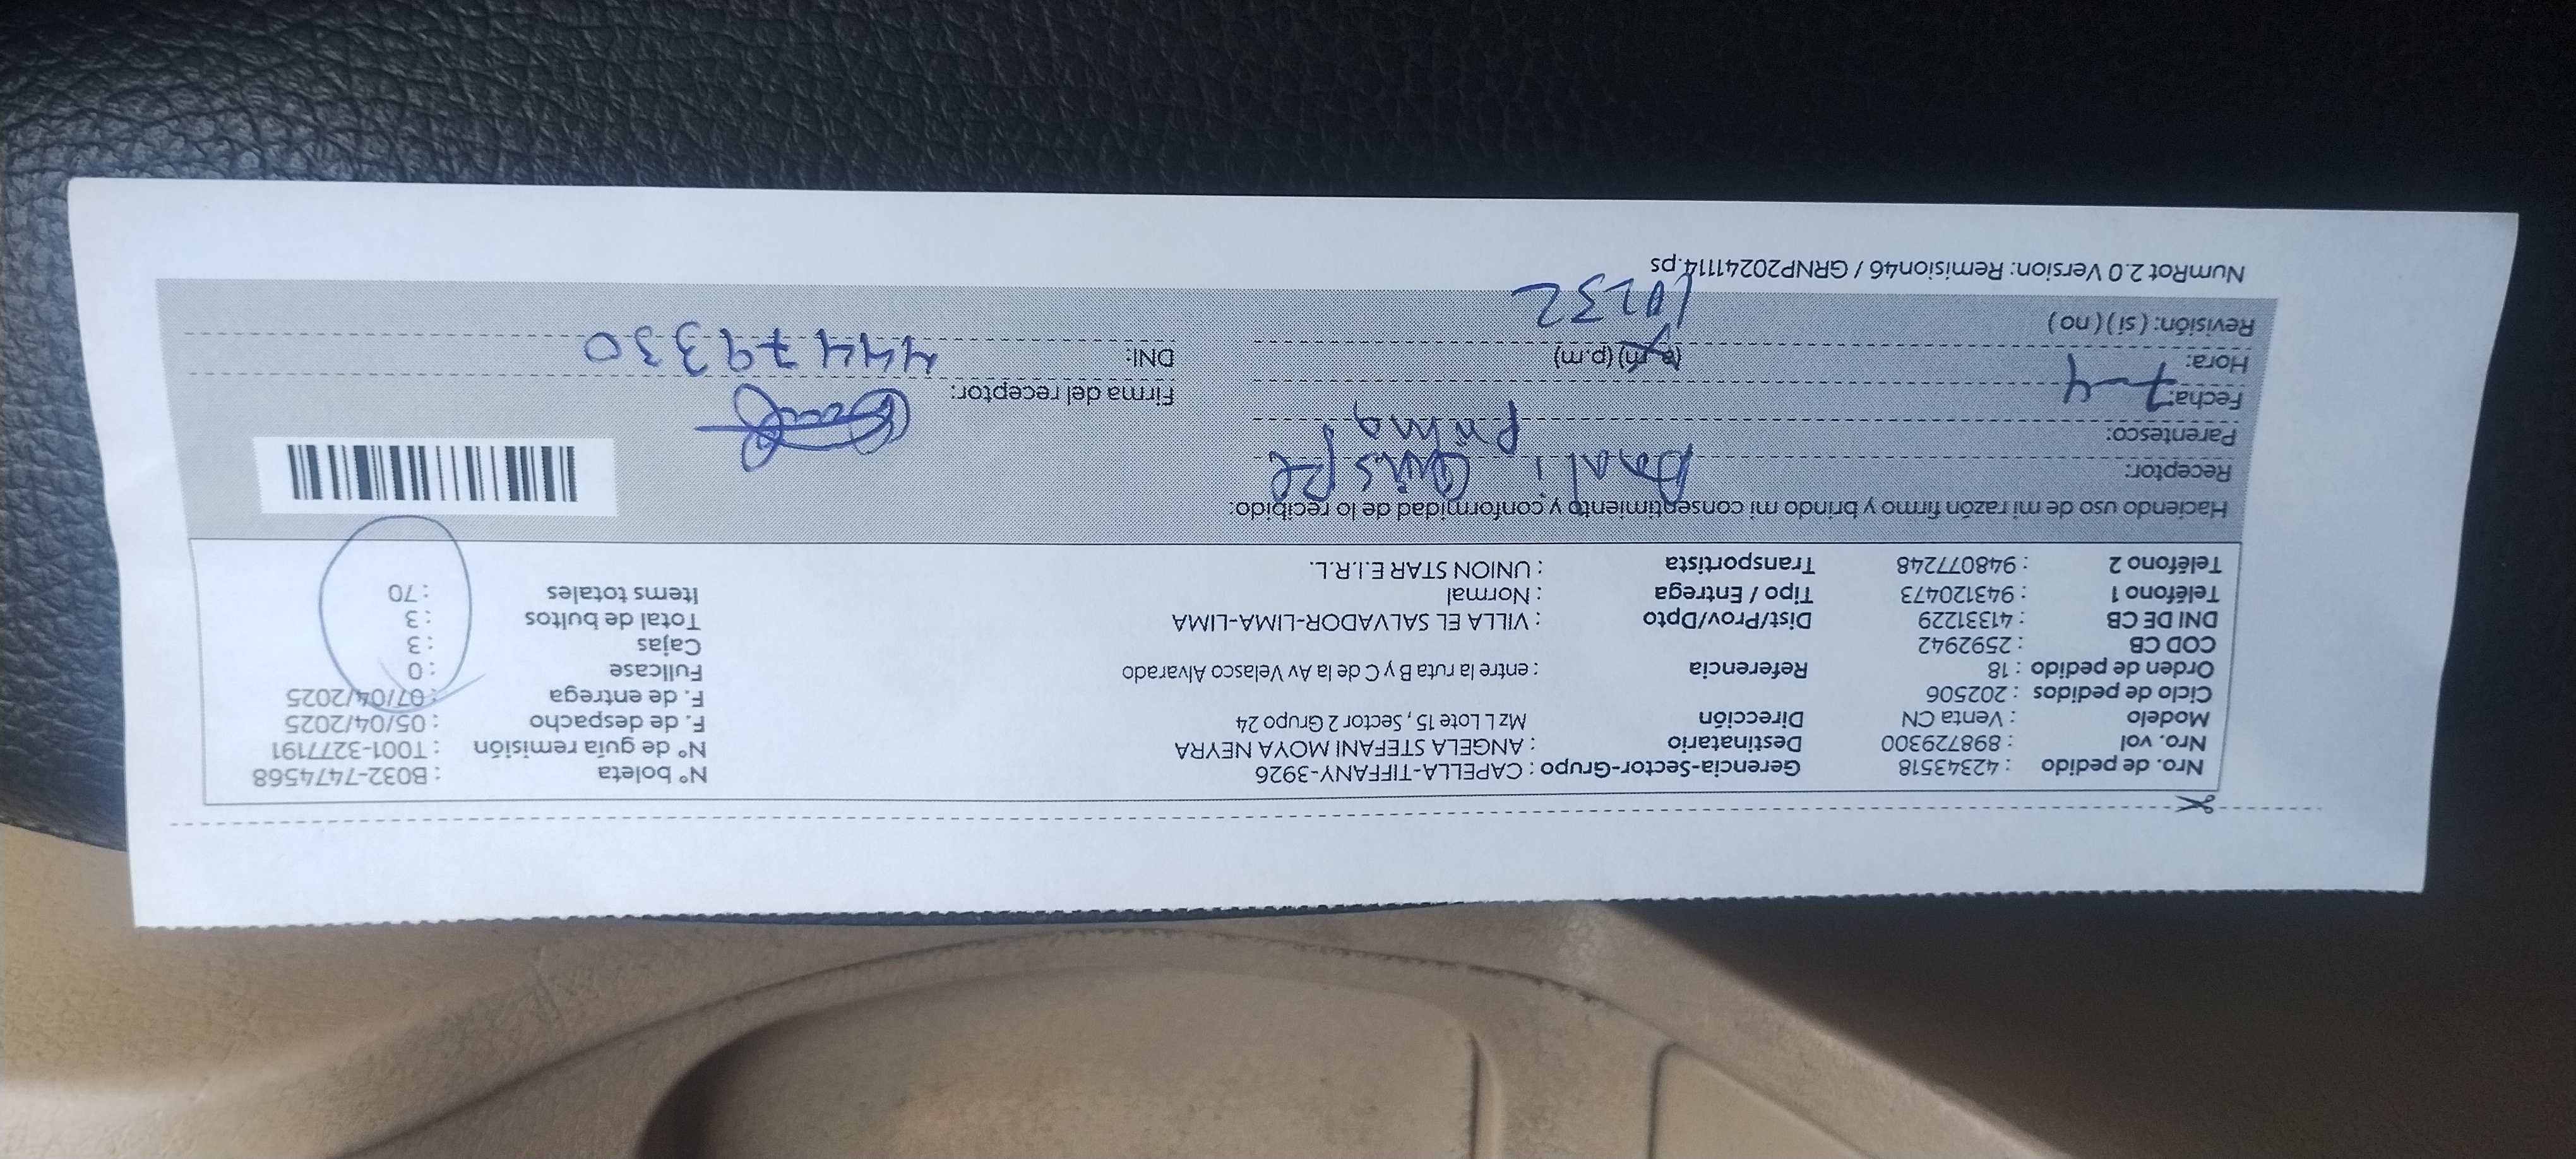 Nro. de pedido : 42343518 Gerencia-Sector-Grupo : CAPELLA-TIFFANY-3926 N° boleta : B032-7474568
Nro. vol : 898729300 Destinatario : ANGELA STEFANI MOYA NEYRA N° de guía remisión : T001-3277191
Modelo : Venta CN Dirección Mz L Lote 15 , Sector 2 Grupo 24 F. de despacho : 05/04/2025
Ciclo de pedidos : 202506 F. de entrega : 07/04/2025
Orden de pedido : 18 Referencia : entre la ruta B y C de la Av Velasco Alvarado Fullcase : 0
COD CB : 2592942 Cajas : 3
DNI DE CB : 41331229 Dist/Prov/Dpto : VILLA EL SALVADOR-LIMA-LIMA Total de bultos : 3
Teléfono 1 : 943120473 Tipo / Entrega : Normal Items totales : 70
Teléfono 2 : 948077248 Transportista : UNION STAR E.I.R.L.
Haciendo uso de mi razón firmo y brindo mi consentimiento y conformidad de lo recibido:
Receptor: Quispe
Parentesco: prima
Fecha: 7-4 Firma del receptor:
Hora: (a.m) (p.m) DNI: 44479330
Revisión: ( si ) ( no )
NumRot 2.0 Version: Remision46 / GRNP20241114.ps